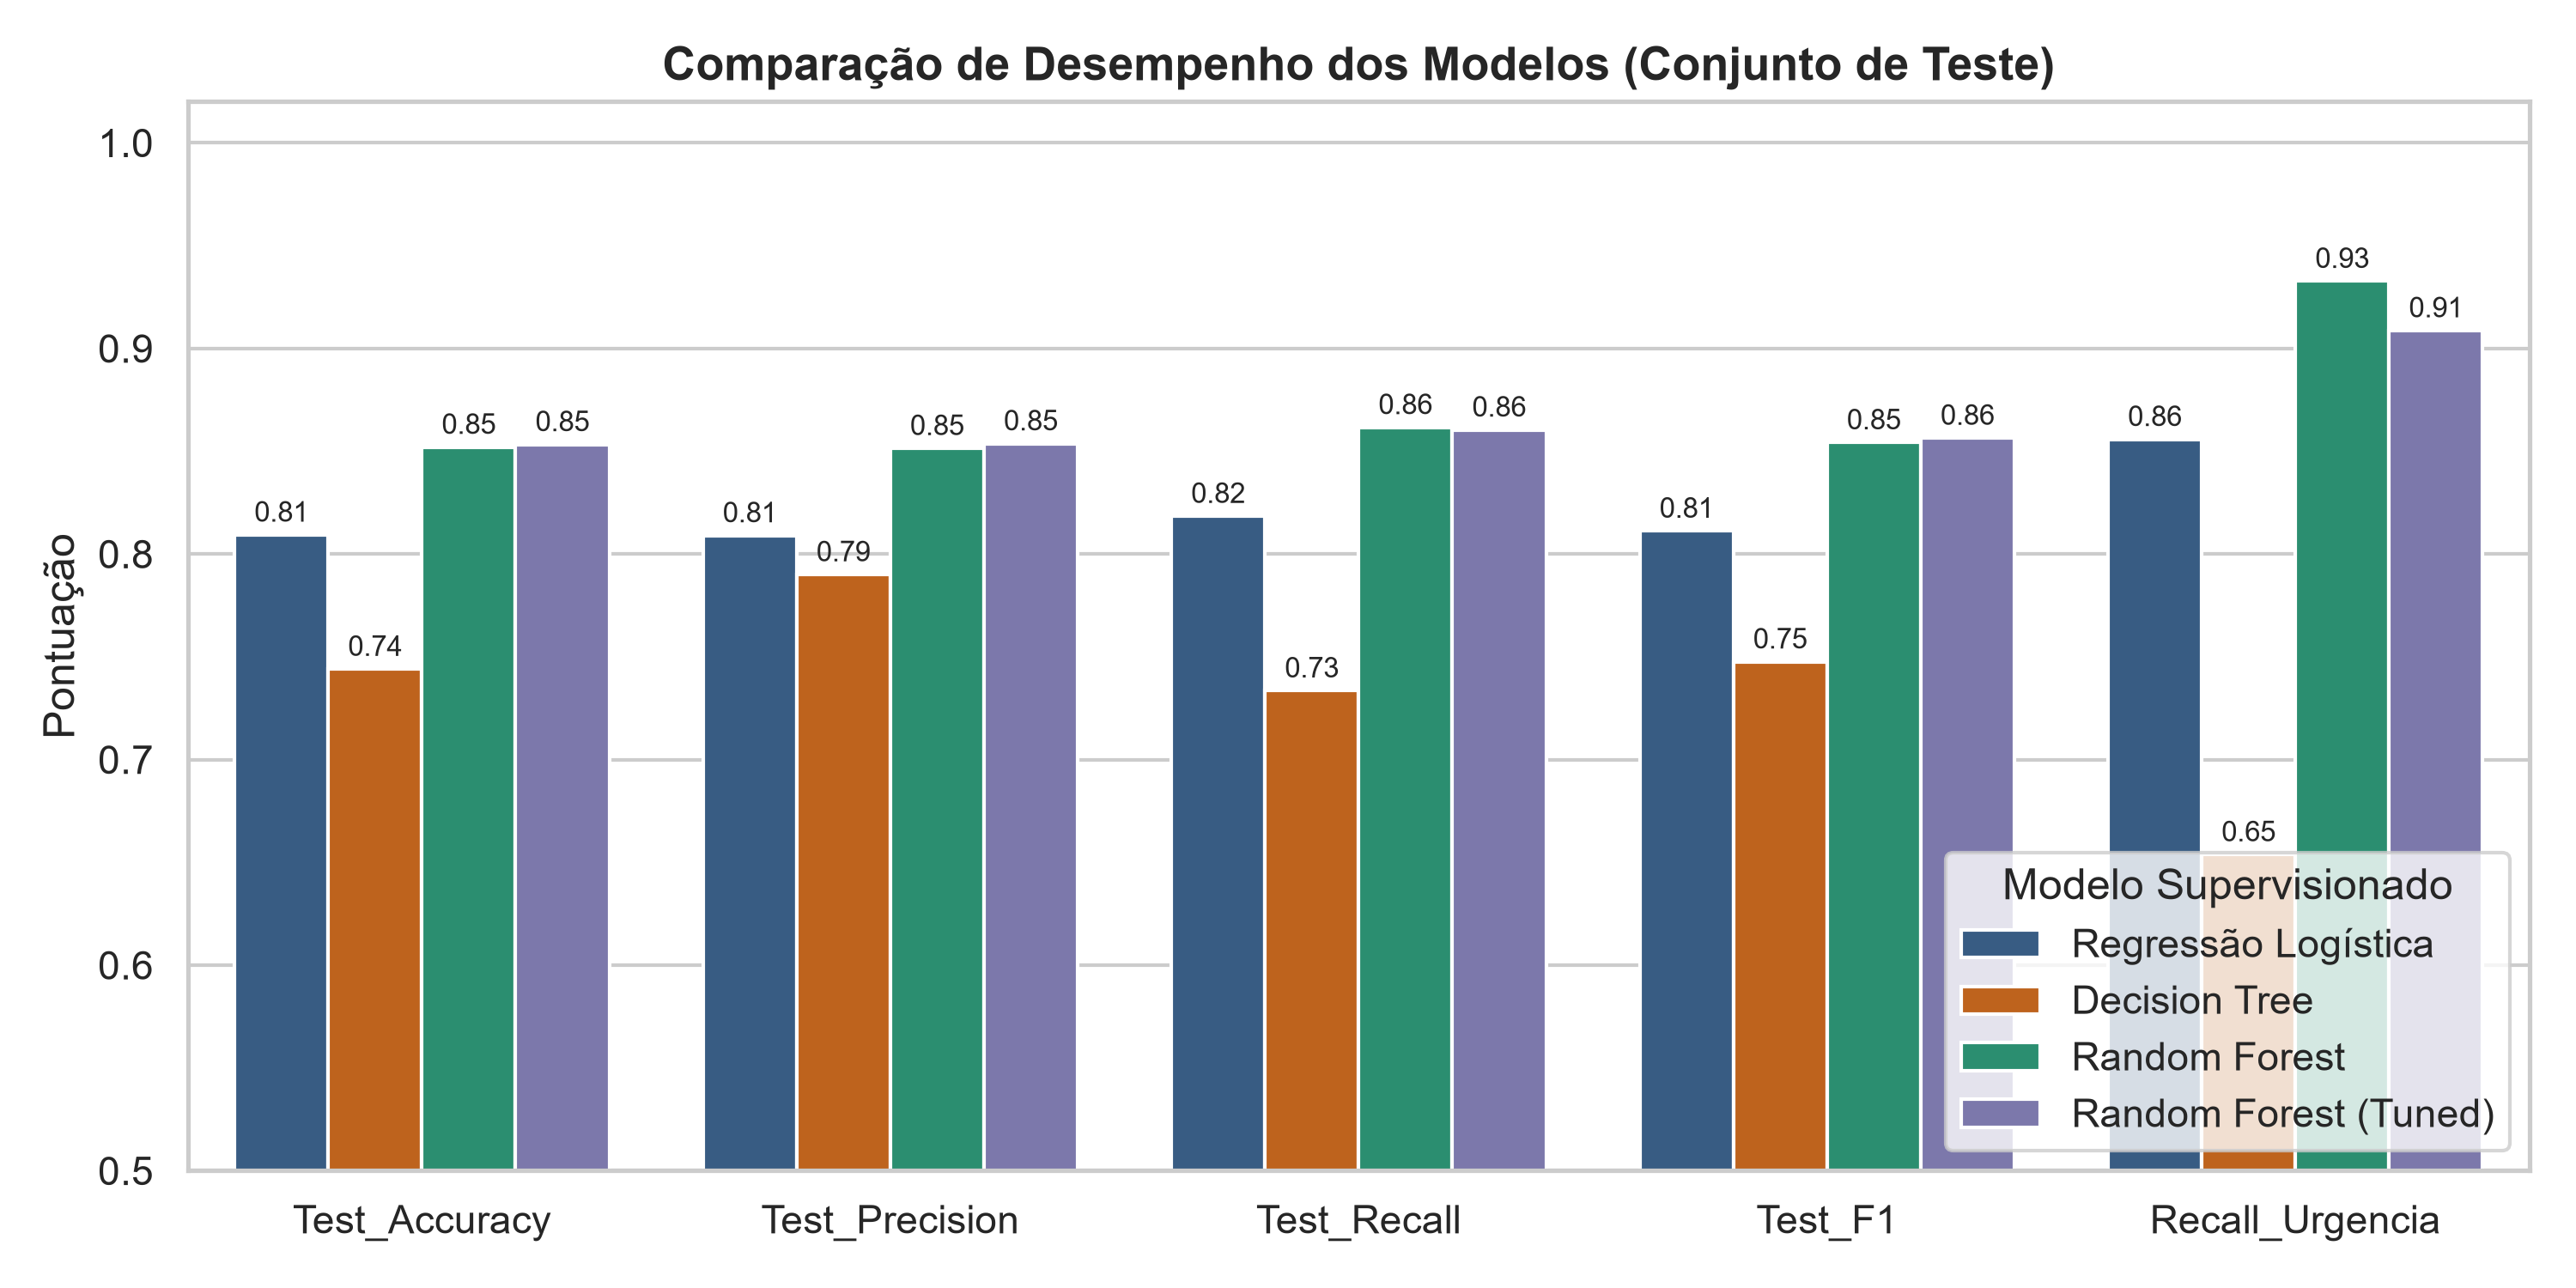 Comparação de Desempenho dos Modelos (Conjunto de Teste)
Pontuação
1.0
0.9
0.8
0.7
0.6
0.5
0.81
0.74
0.85
0.85
0.81
0.79
0.85
0.85
0.82
0.73
0.86
0.86
0.81
0.75
0.85
0.86
0.86
0.65
0.93
0.91
Modelo Supervisionado
Regressão Logística
Decision Tree
Random Forest
Random Forest (Tuned)
Test_Accuracy
Test_Precision
Test_Recall
Test_F1
Recall_Urgencia